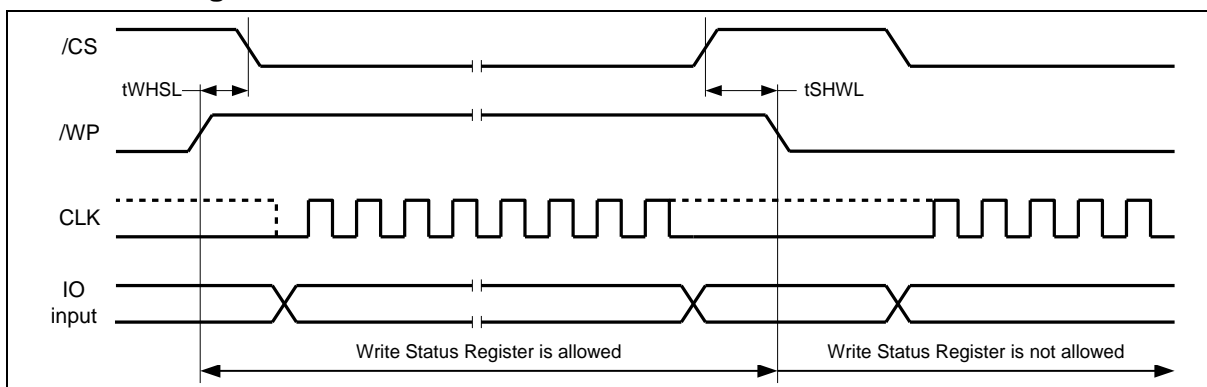 /CS
tWHSL
tSHWL
/WP
CLK
IO
input
Write Status Register is allowed
Write Status Register is not allowed